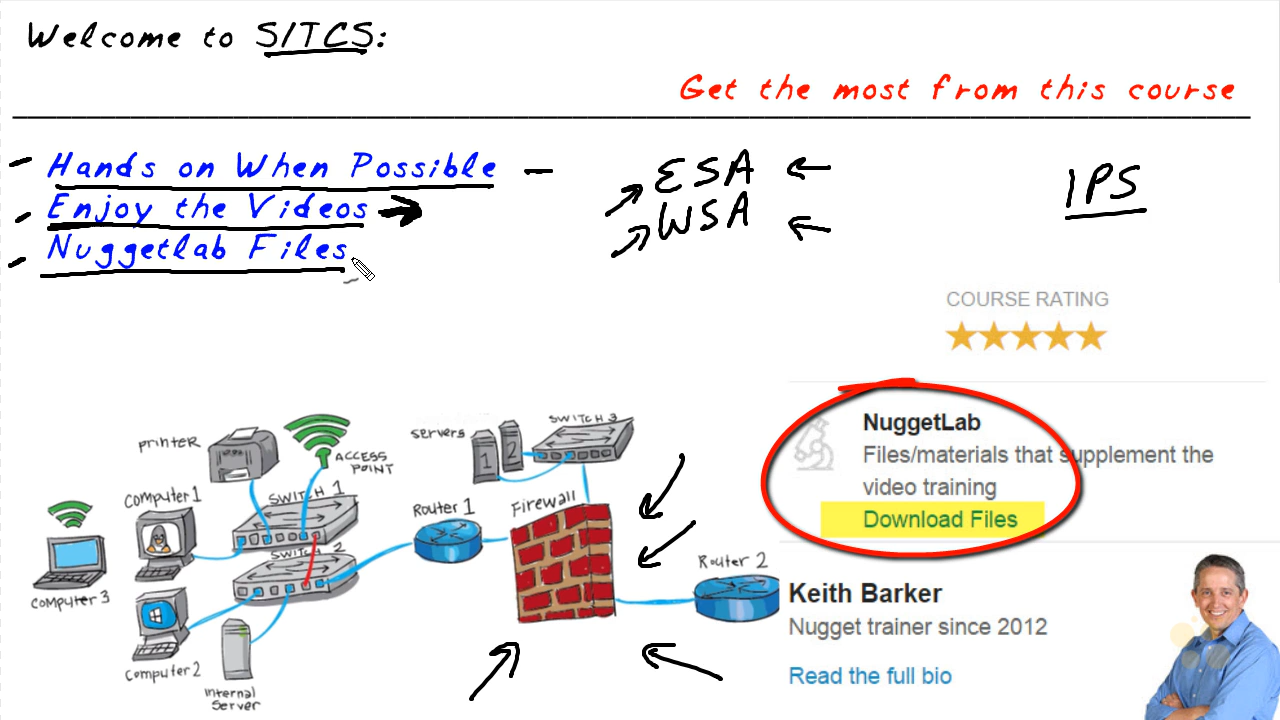 Welcome to SITCS:
Get the most from this course
Hands on When Possible
ESA
IPS
Enjoy the Videos
WSA
Nuggetlab Files
COURSE RATING
NuggetLab
Files/materials that supplement the
video training
Download Files
Keith Barker
Nugget trainer since 2012
Read the full bio
printer
ACCESS
POINT
servers
1
2
SWITCH 3
computer 1
SWITCH 1
Router 1
Firewall
SWITCH 2
Router 2
computer 3
computer 2
internal
server